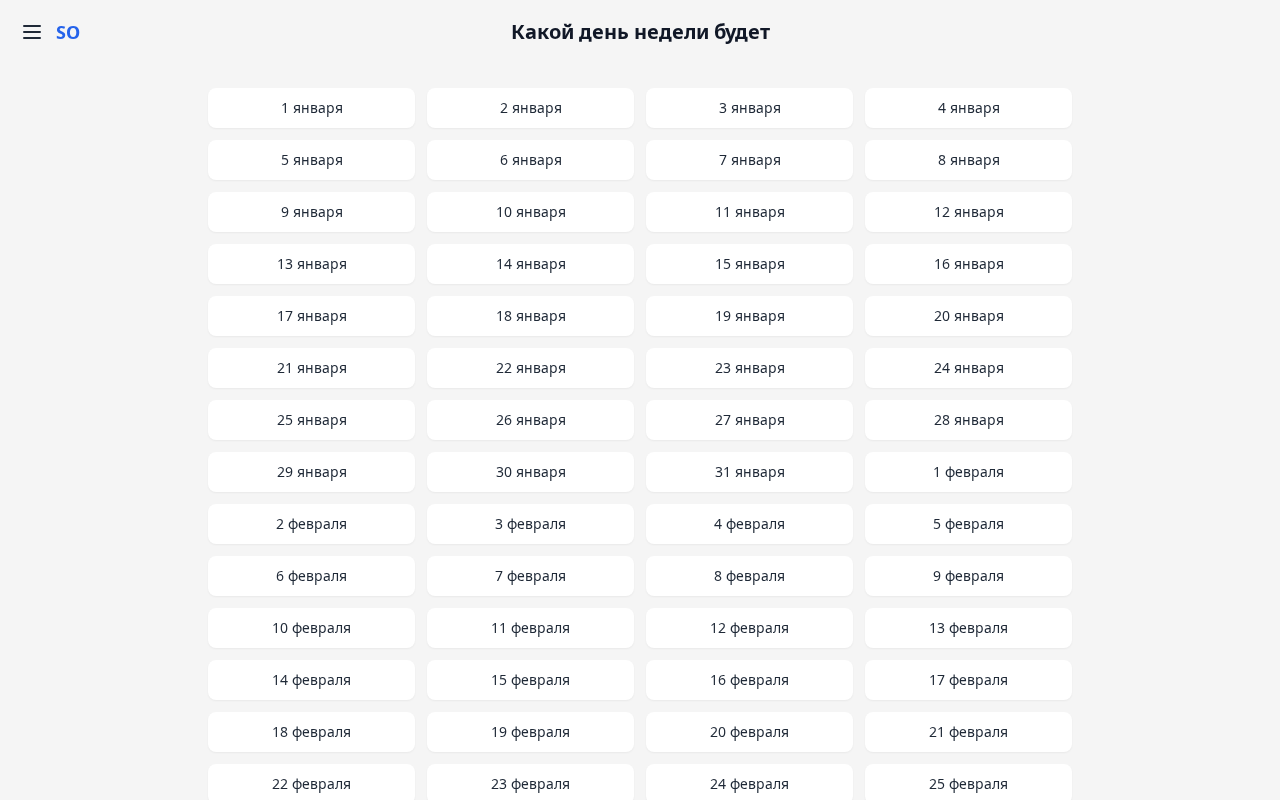 SO
Какой день недели будет
1 января
2 января
3 января
4 января
5 января
6 января
7 января
8 января
9 января
10 января
11 января
12 января
13 января
14 января
15 января
16 января
17 января
18 января
19 января
20 января
21 января
22 января
23 января
24 января
25 января
26 января
27 января
28 января
29 января
30 января
31 января
1 февраля
2 февраля
3 февраля
4 февраля
5 февраля
6 февраля
7 февраля
8 февраля
9 февраля
10 февраля
11 февраля
12 февраля
13 февраля
14 февраля
15 февраля
16 февраля
17 февраля
18 февраля
19 февраля
20 февраля
21 февраля
22 февраля
23 февраля
24 февраля
25 февраля